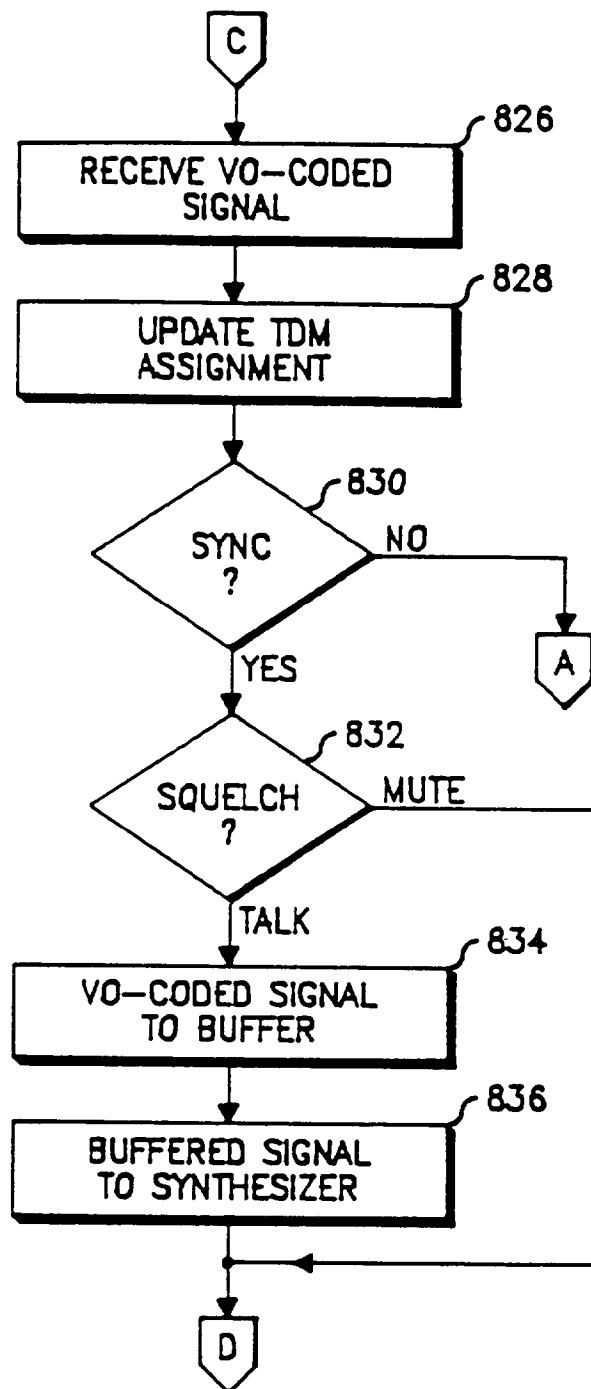 C
826
RECEIVE VO-CODED
SIGNAL
828
UPDATE TDM
ASSIGNMENT
830
SYNC
?
NO
A
YES
832
SQUELCH
?
MUTE
TALK
834
VO-CODED SIGNAL
TO BUFFER
836
BUFFERED SIGNAL
TO SYNTHESIZER
D